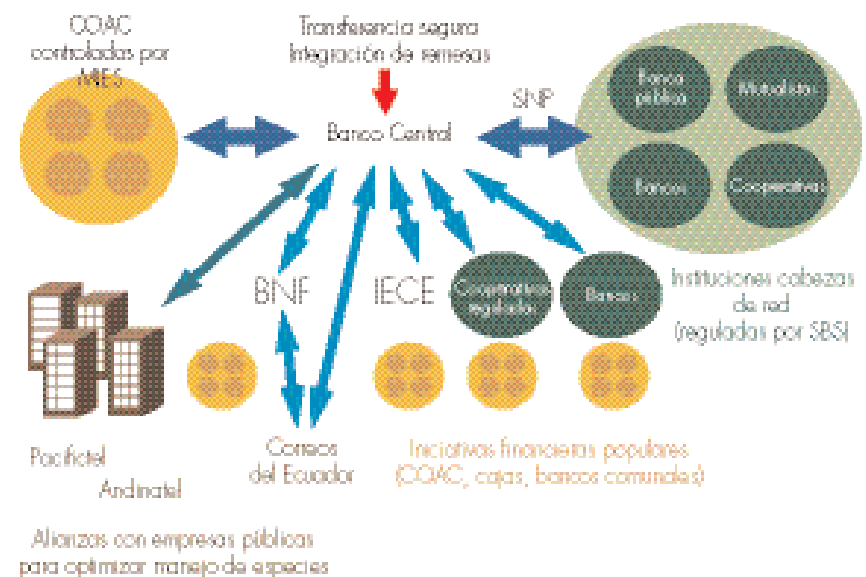 COAC
controladas por
MIES
Transferencia segura
Integración de remesas
Banco Central
SNP
Banca
pública
Mutualistas
Bancos
Cooperativas
Instituciones cabezas
de red
(reguladas por SBS)
BNF
IECE
Cooperativas
reguladas
Bancos
Pacifictel
Andinatel
Correos
del Ecuador
Iniciativas financieras populares
(COAC, cajas, bancos comunales)
Alianzas con empresas públicas
para optimizar manejo de especies